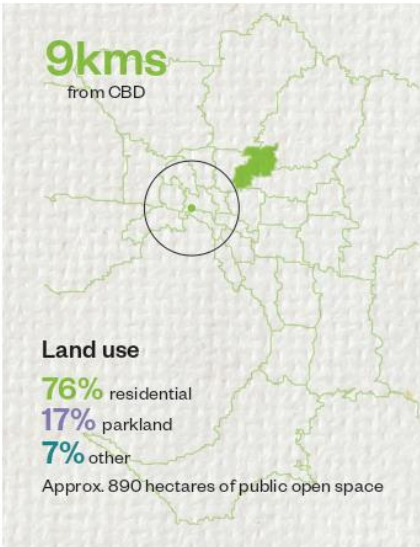 9kms
from CBD
Land use
76% residential
17% parkland
7% other
Approx. 890 hectares of public open space